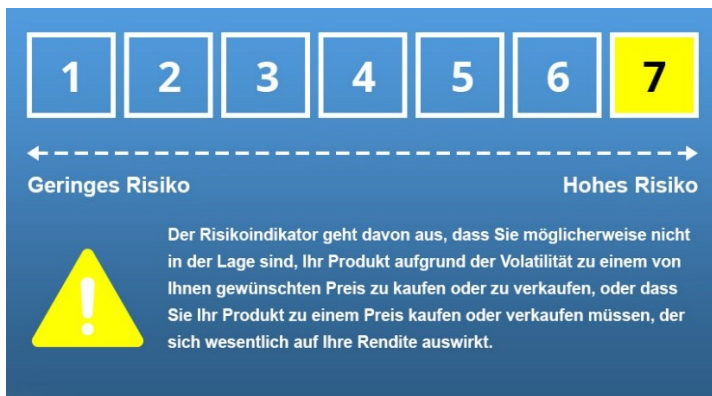 1 2 3 4 5 6 7
Geringes Risiko Hohes Risiko
Der Risikoindikator geht davon aus, dass Sie möglicherweise nicht
in der Lage sind, Ihr Produkt aufgrund der Volatilität zu einem von
Ihnen gewünschten Preis zu kaufen oder zu verkaufen, oder dass
Sie Ihr Produkt zu einem Preis kaufen oder verkaufen müssen, der
sich wesentlich auf Ihre Rendite auswirkt.
!